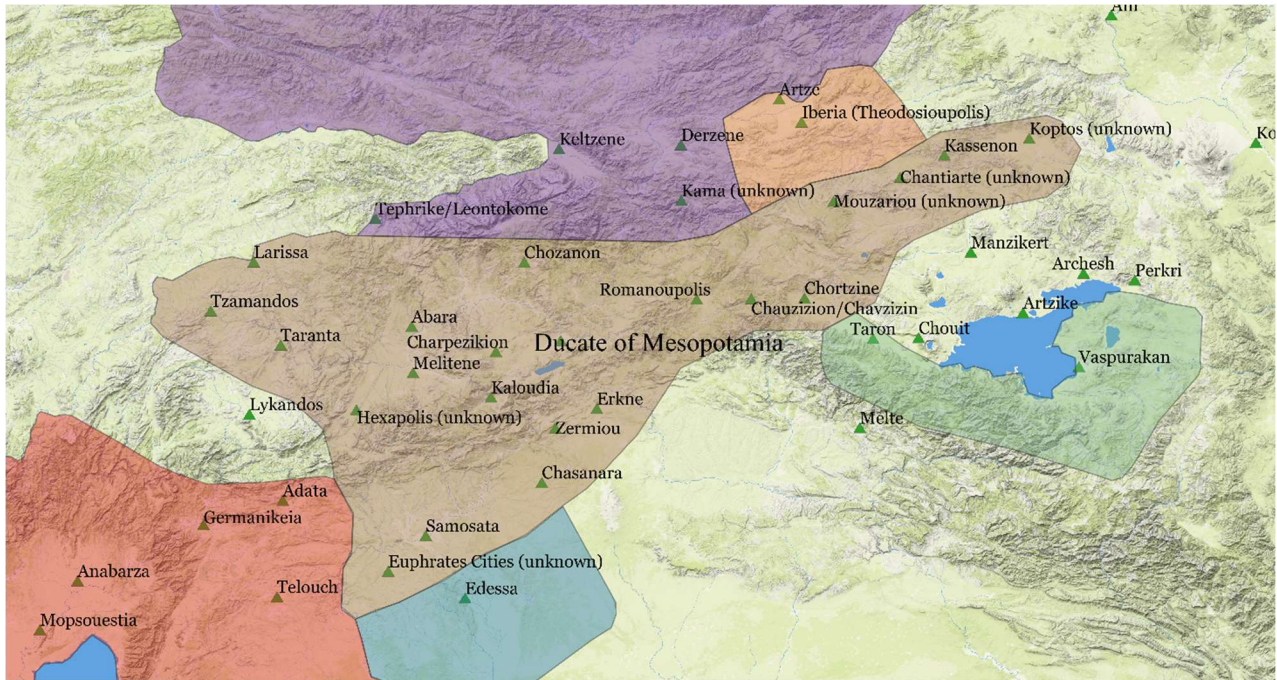 Ani
Artze
Iberia (Theodosioupolis)
Koptos (unknown)
Ko
Keltzene
Derzene
Kassenon
Chantiarte (unknown)
Kama (unknown)
Mouzariou (unknown)
Tephrike/Leontokome
Larissa
Chozanon
Manzikert
Archesh
Perkri
Tzamandos
Romanoupolis
Chortzine
Chauzizion/Chavzizin
Artzike
Abara
Taranta
Charpezikion
Ducate of Mesopotamia
Taron
Chouit
Melitene
Vaspurakan
Kaloudia
Erkne
Lykandos
Hexapolis (unknown)
Zermiou
Melte
Chasanara
Adata
Germanikeia
Samosata
Euphrates Cities (unknown)
Anabarza
Telouch
Edessa
Mopsouestia